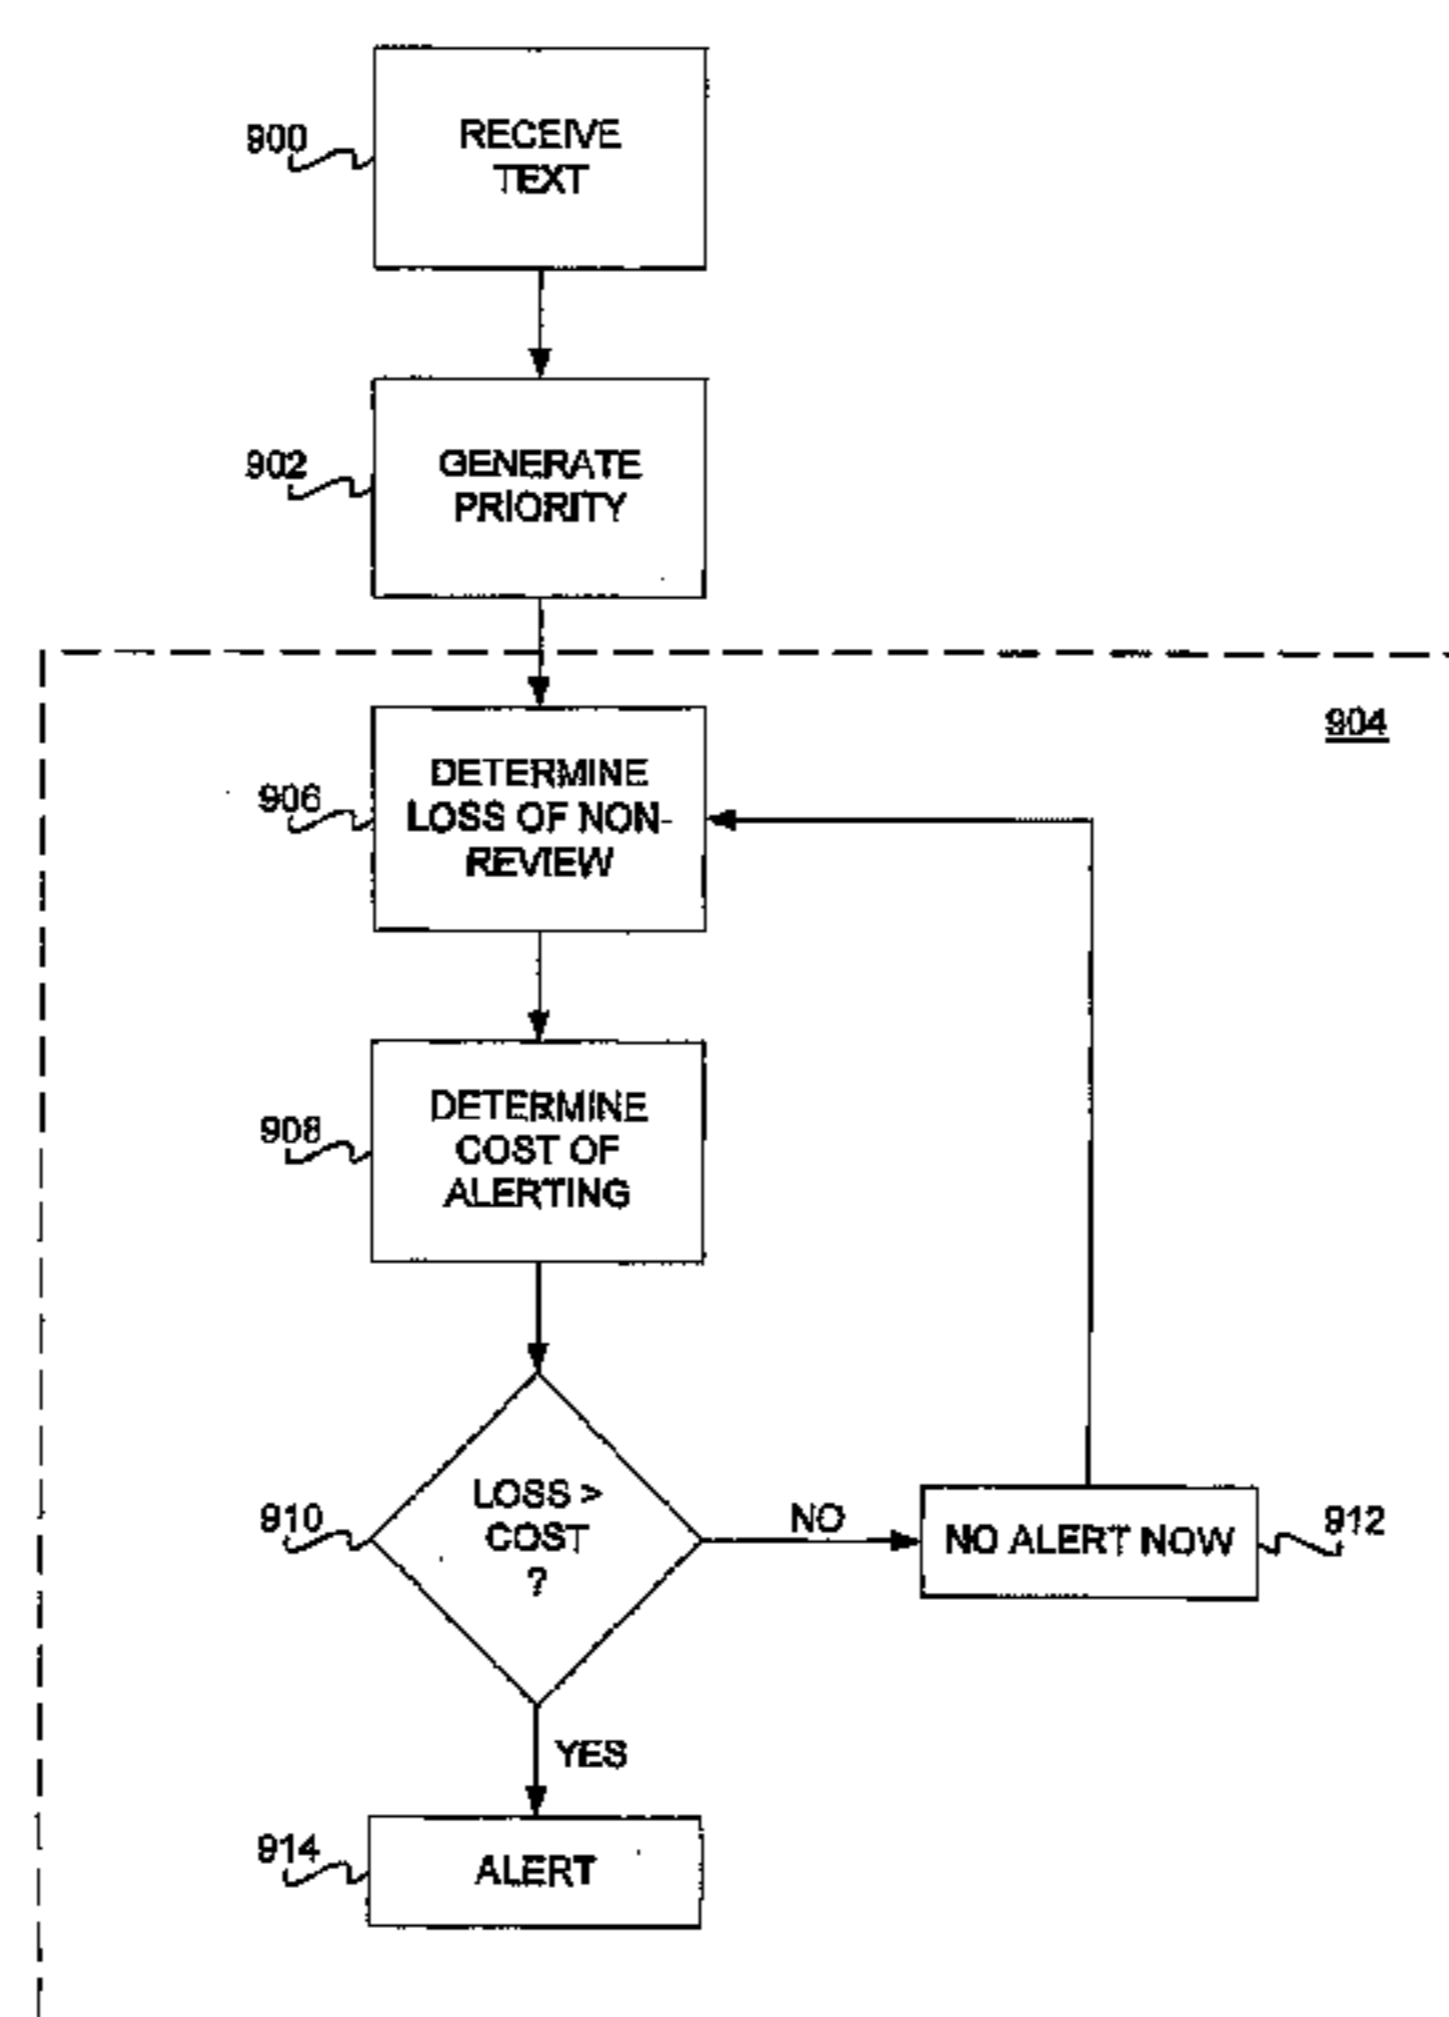 900
RECEIVE
TEXT
902
GENERATE
PRIORITY
904
906
DETERMINE
LOSS OF NON-
REVIEW
908
DETERMINE
COST OF
ALERTING
910
LOSS >
COST
?
NO
NO ALERT NOW
912
YES
914
ALERT